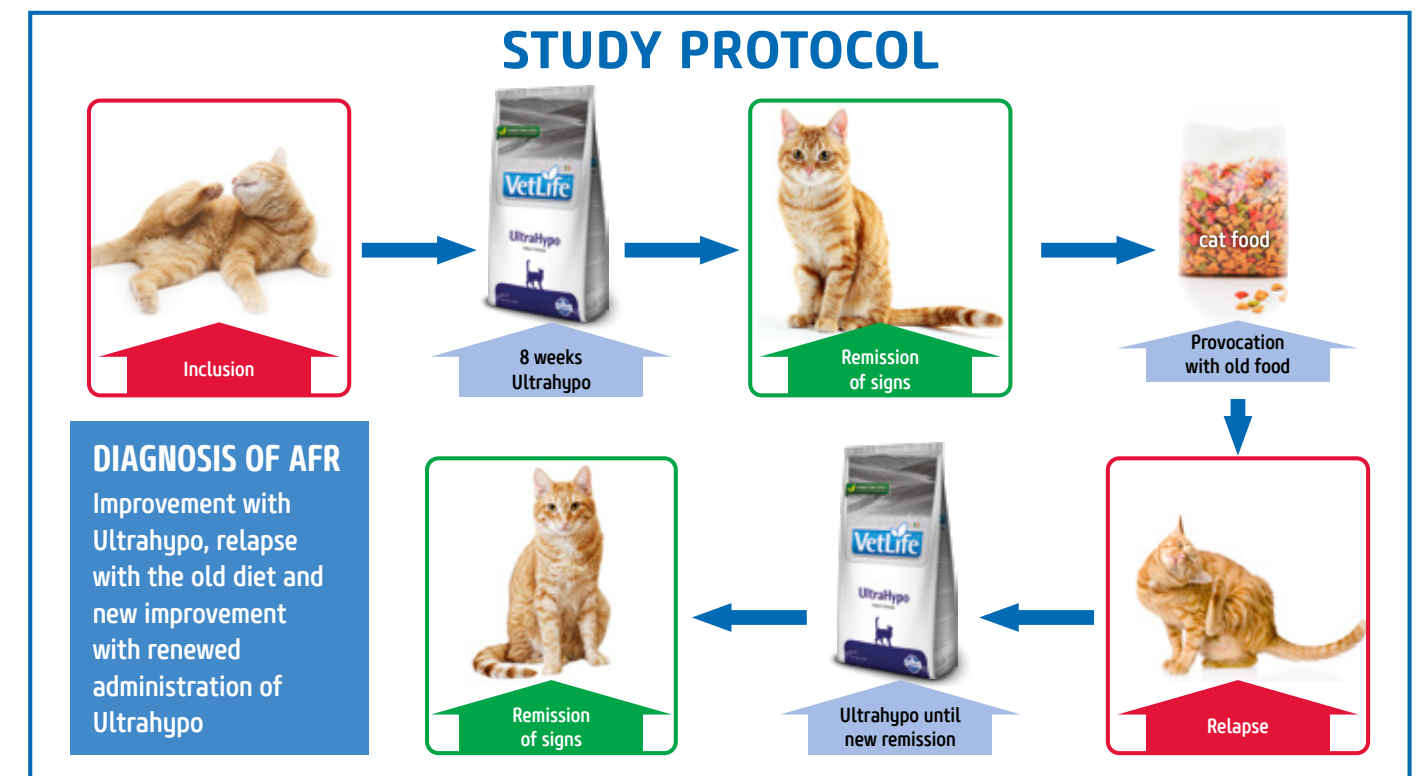 STUDY PROTOCOL
VetLife
UltraHypo
cat food
Inclusion
8 weeks
Ultrahypo
Remission
of signs
Provocation
with old food
DIAGNOSIS OF AFR
Improvement with
Ultrahypo, relapse
with the old diet and
new improvement
with renewed
administration of
Ultrahypo
Remission
of signs
VetLife
UltraHypo
Ultrahypo until
new remission
Relapse